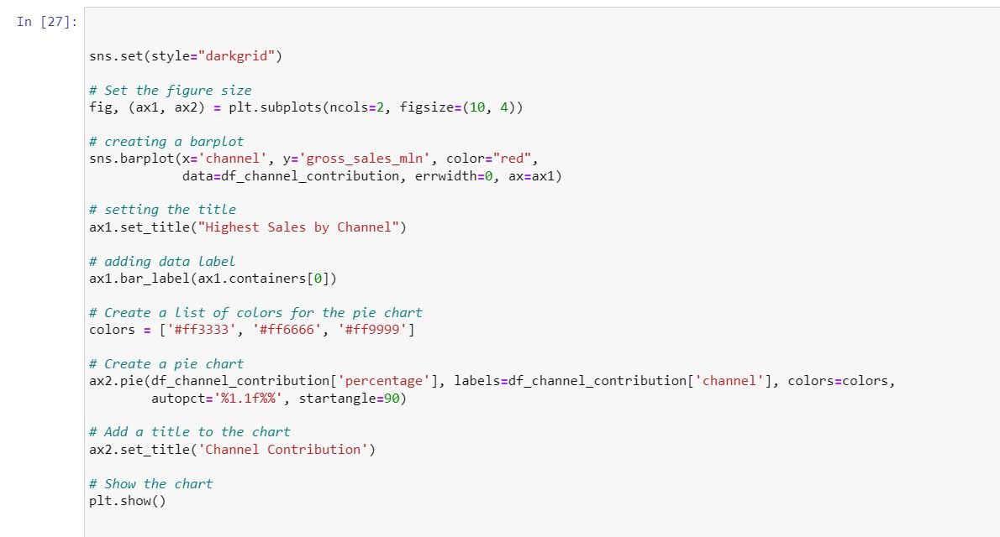 In [27]:
sns.set(style="darkgrid")
# Set the figure size
fig, (ax1, ax2) = plt.subplots(ncols=2, figsize=(10, 4))
# creating a barplot
sns.barplot(x='channel', y='gross_sales_mln', color="red",
            data=df_channel_contribution, errwidth=0, ax=ax1)
# setting the title
ax1.set_title("Highest Sales by Channel")
# adding data label
ax1.bar_label(ax1.containers[0])
# Create a list of colors for the pie chart
colors = ['#ff3333', '#ff6666', '#ff9999']
# Create a pie chart
ax2.pie(df_channel_contribution['percentage'], labels=df_channel_contribution['channel'], colors=colors,
        autopct='%1.1f%%', startangle=90)
# Add a title to the chart
ax2.set_title('Channel Contribution')
# Show the chart
plt.show()